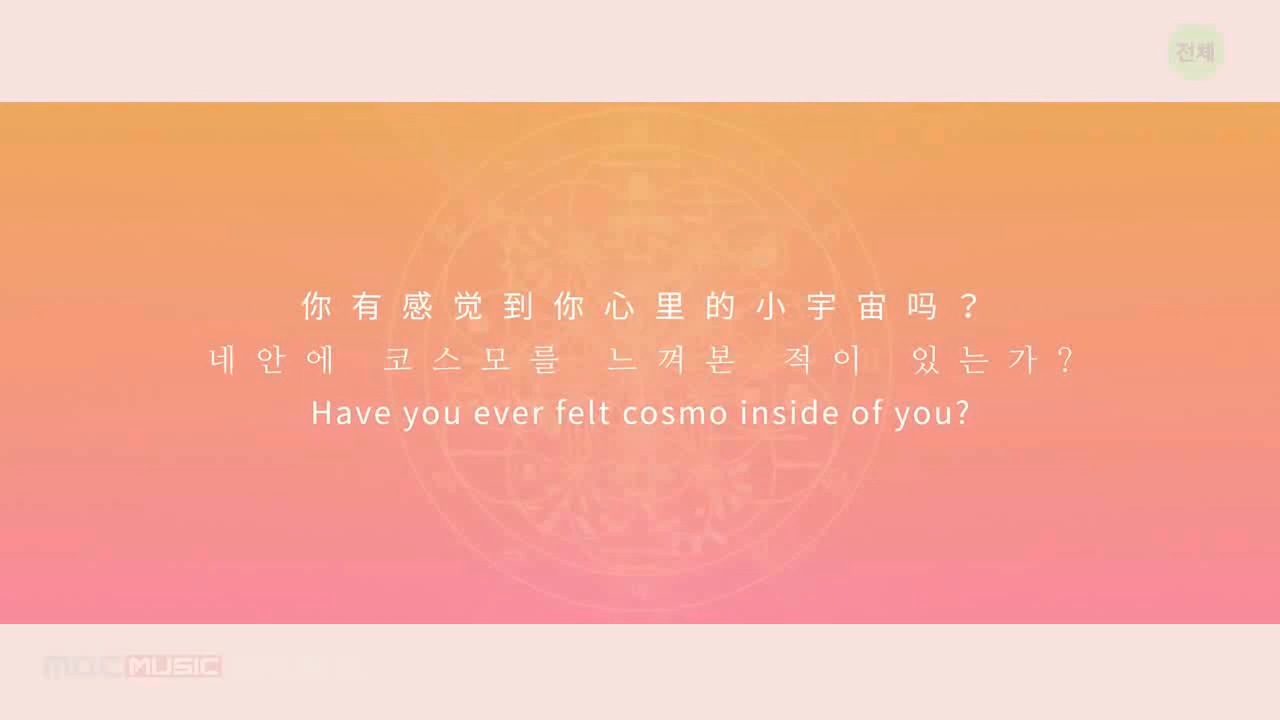 전체
你有感觉到你心里的小宇宙吗？
네안에 코스모를 느껴본 적이 있는가?
Have you ever felt cosmo inside of you?
MUSIC